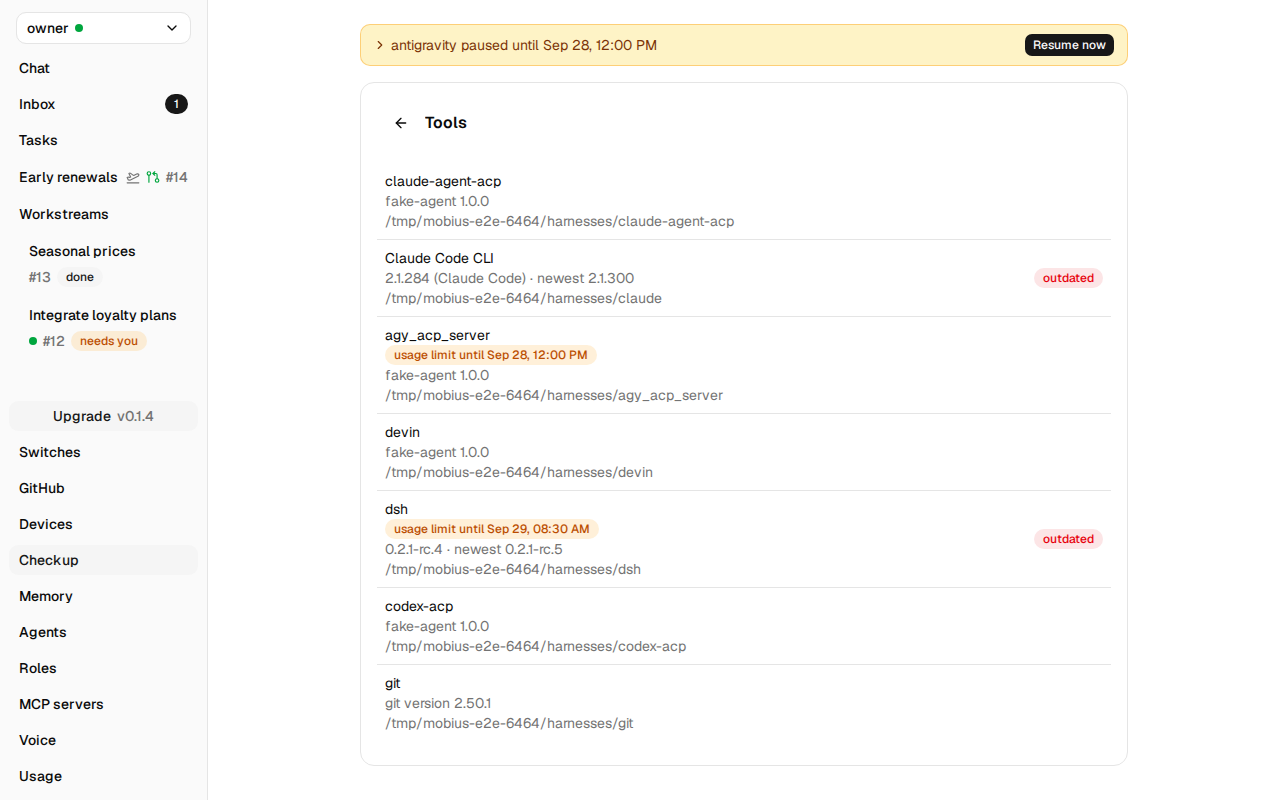 owner
Chat
Inbox 1
Tasks
Early renewals #14
Workstreams
Seasonal prices
#13 done
Integrate loyalty plans
#12 needs you
Upgrade v0.1.4
Switches
GitHub
Devices
Checkup
Memory
Agents
Roles
MCP servers
Voice
Usage
antigravity paused until Sep 28, 12:00 PM
Resume now
Tools
claude-agent-acp
fake-agent 1.0.0
/tmp/mobius-e2e-6464/harnesses/claude-agent-acp
Claude Code CLI
2.1.284 (Claude Code) · newest 2.1.300
/tmp/mobius-e2e-6464/harnesses/claude
outdated
agy_acp_server
usage limit until Sep 28, 12:00 PM
fake-agent 1.0.0
/tmp/mobius-e2e-6464/harnesses/agy_acp_server
devin
fake-agent 1.0.0
/tmp/mobius-e2e-6464/harnesses/devin
dsh
usage limit until Sep 29, 08:30 AM
0.2.1-rc.4 · newest 0.2.1-rc.5
/tmp/mobius-e2e-6464/harnesses/dsh
outdated
codex-acp
fake-agent 1.0.0
/tmp/mobius-e2e-6464/harnesses/codex-acp
git
git version 2.50.1
/tmp/mobius-e2e-6464/harnesses/git